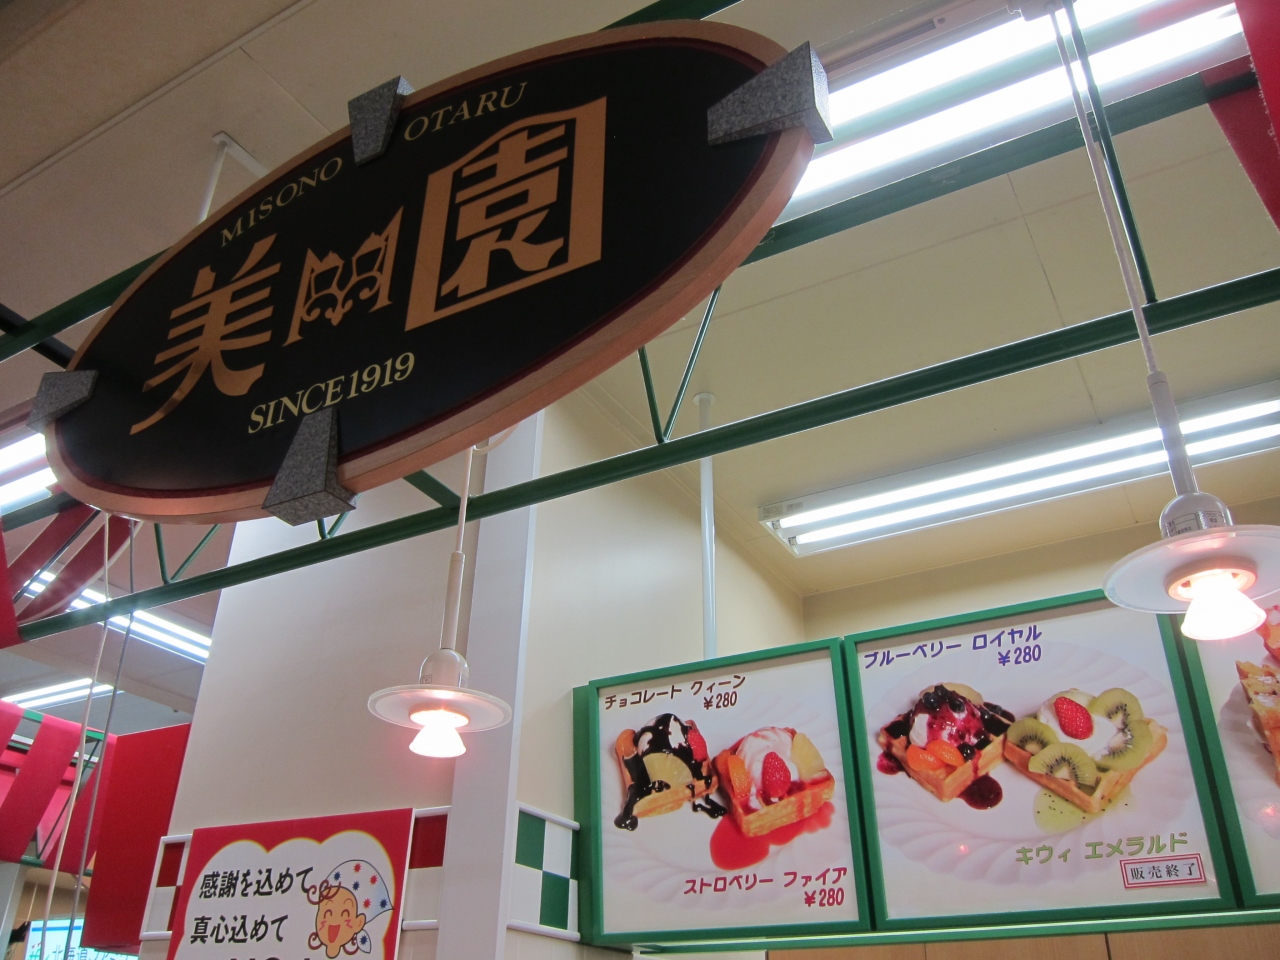 MISONO OTARU
美園
SINCE 1919
チョコレート クィーン
¥280
ストロベリー ファイア
¥280
ブルーベリー ロイヤル
¥280
キウィ エメラルド
販売終了
感謝を込めて
真心込めて